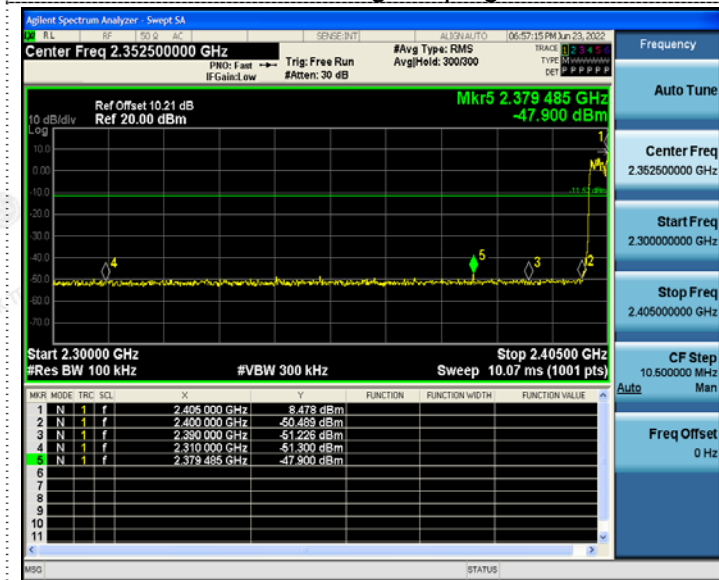 Agilent Spectrum Analyzer - Swept SA
RL RF 50 Ω AC SENSE:INT ALIGN AUTO 06:57:15 PM Jun 23, 2022
Center Freq 2.352500000 GHz #Avg Type: RMS TRACE 1 2 3 4 5 6
PNO: Fast Trig: Free Run Avg|Hold: 300/300 TYPE M
IFGain:Low #Atten: 30 dB DET P P P P P P
Ref Offset 10.21 dB Mkr5 2.379 485 GHz
10 dB/div Ref 20.00 dBm -47.900 dBm
Log
1
10.0
0.00
-10.0
-20.0
-30.0
4 5 3 2
-40.0
-50.0
-60.0
-70.0
Start 2.30000 GHz Stop 2.40500 GHz
#Res BW 100 kHz #VBW 300 kHz Sweep 10.07 ms (1001 pts)
MKR MODE TRC SCL X Y FUNCTION FUNCTION WIDTH FUNCTION VALUE
1 N 1 f 2.405 000 GHz 8.478 dBm
2 N 1 f 2.400 000 GHz -50.489 dBm
3 N 1 f 2.390 000 GHz -51.226 dBm
4 N 1 f 2.310 000 GHz -51.300 dBm
5 N 1 f 2.379 485 GHz -47.900 dBm
6
7
8
9
10
11
MSG STATUS
Frequency
Auto Tune
Center Freq
2.352500000 GHz
Start Freq
2.300000000 GHz
Stop Freq
2.405000000 GHz
CF Step
10.500000 MHz
Auto Man
Freq Offset
0 Hz